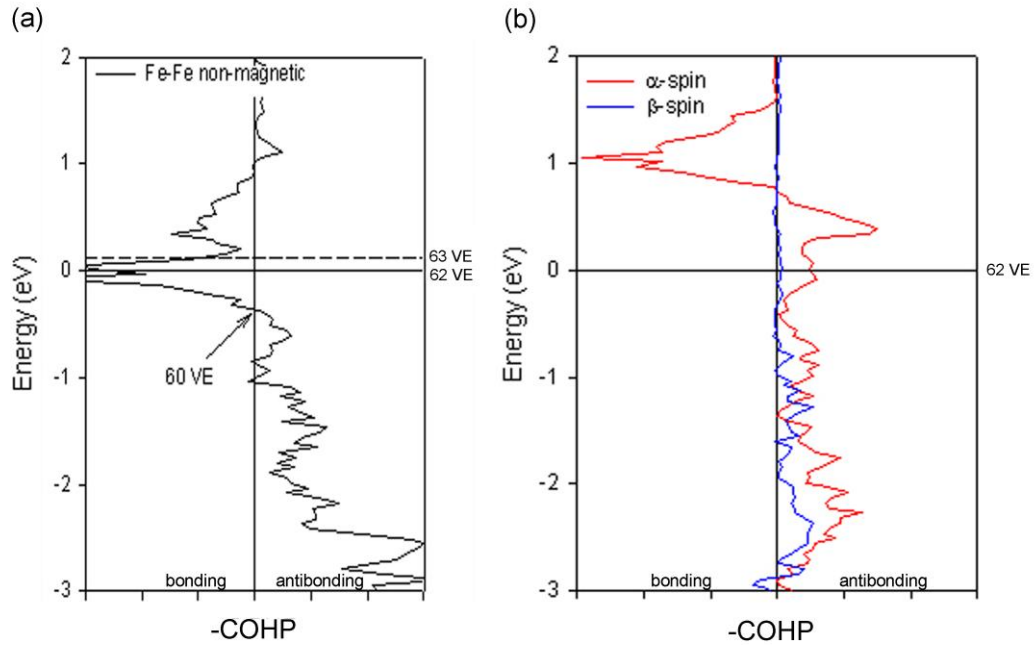 (a)
2
1
0
-1
-2
-3
Energy (eV)
Fe-Fe non-magnetic
63 VE
62 VE
60 VE
bonding
antibonding
-COHP
(b)
2
1
0
-1
-2
-3
Energy (eV)
α-spin
β-spin
62 VE
bonding
antibonding
-COHP